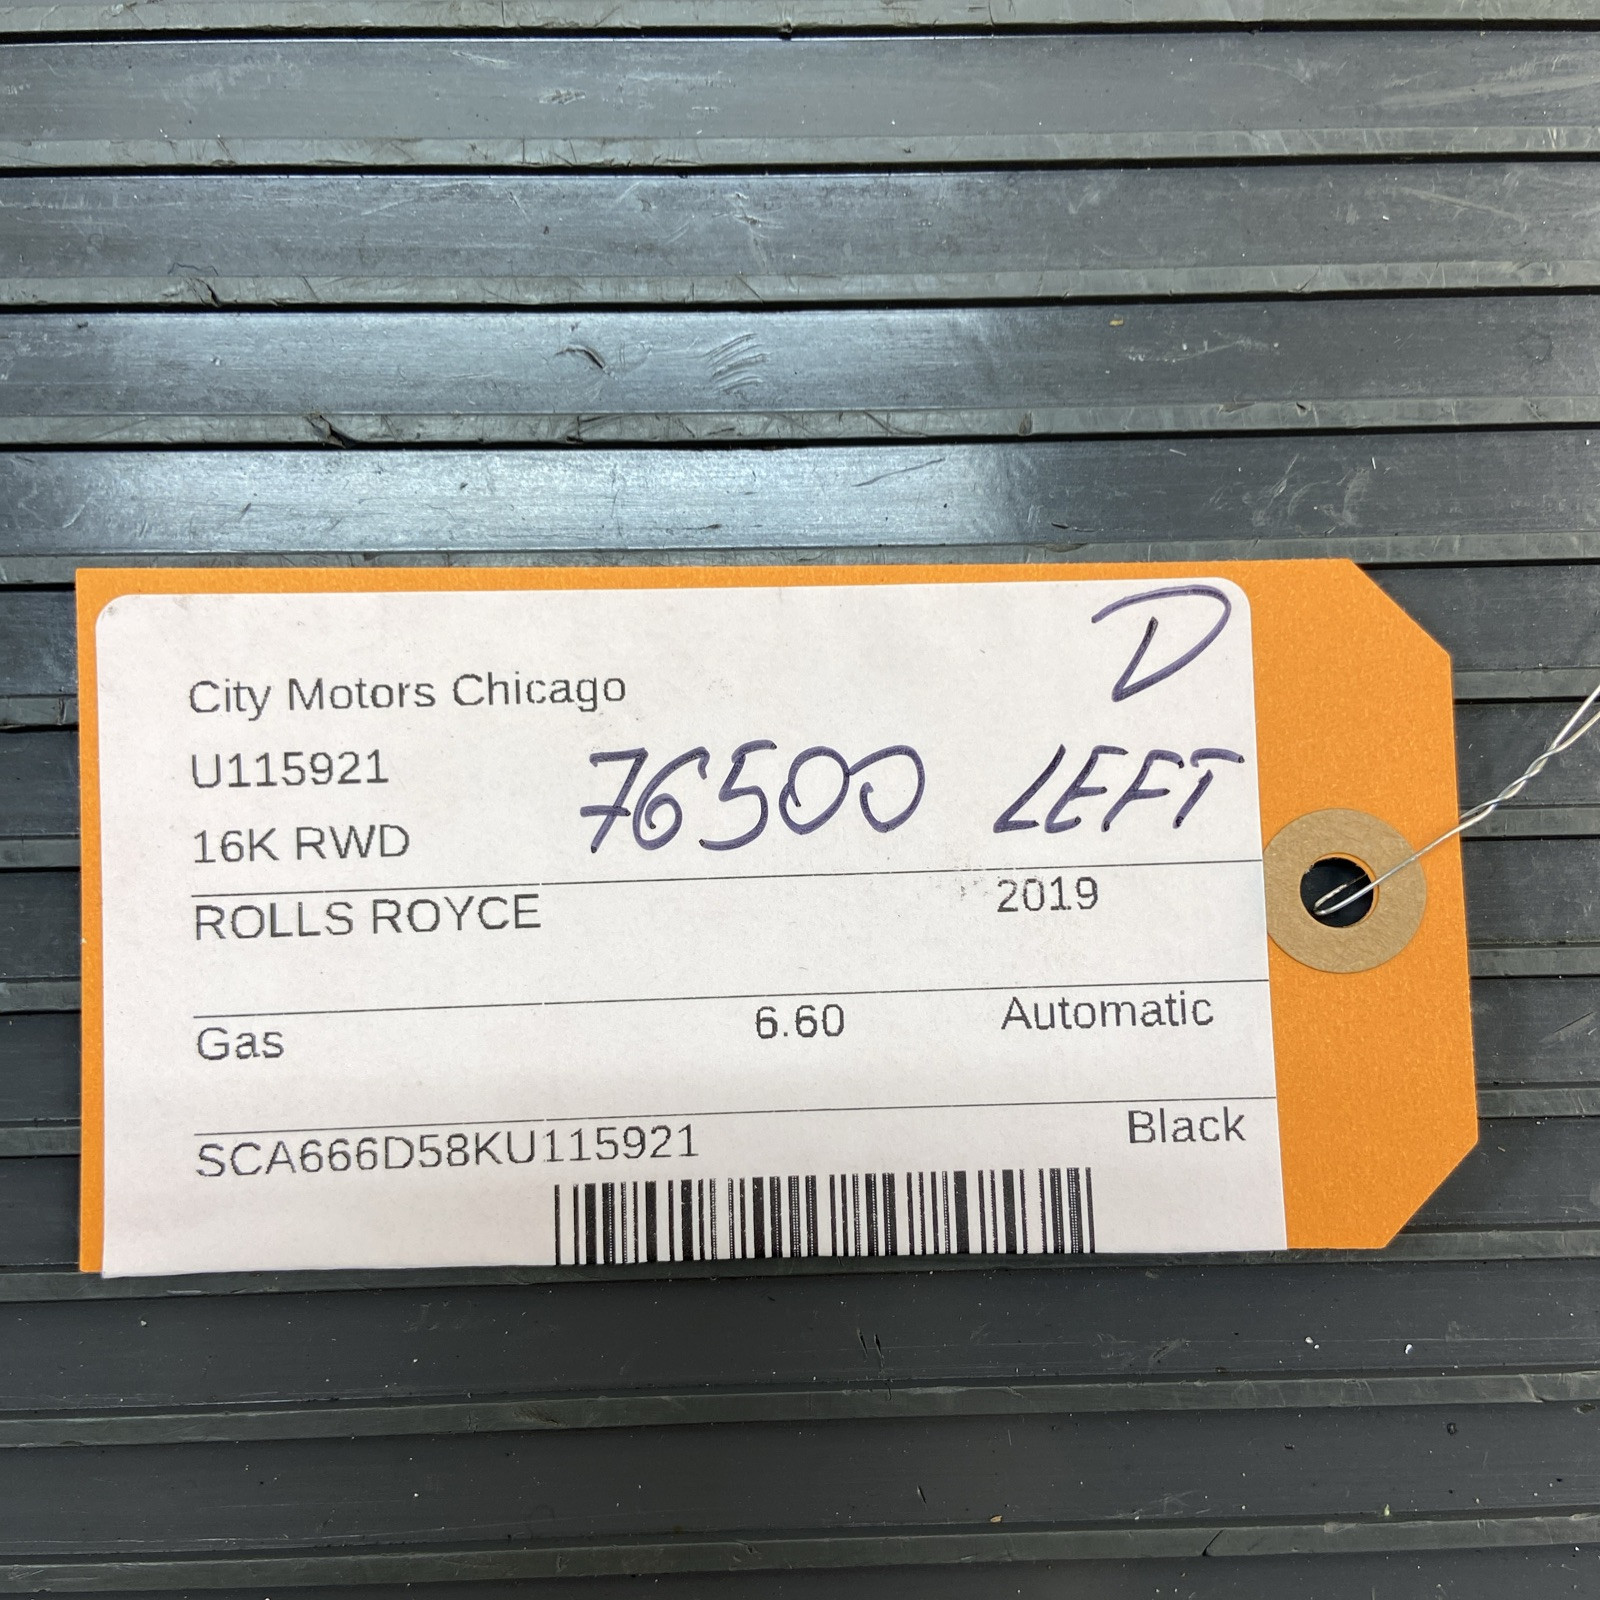 D
City Motors Chicago
U115921 76500 LEFT
16K RWD
ROLLS ROYCE 2019
Gas 6.60 Automatic
SCA666D58KU115921 Black